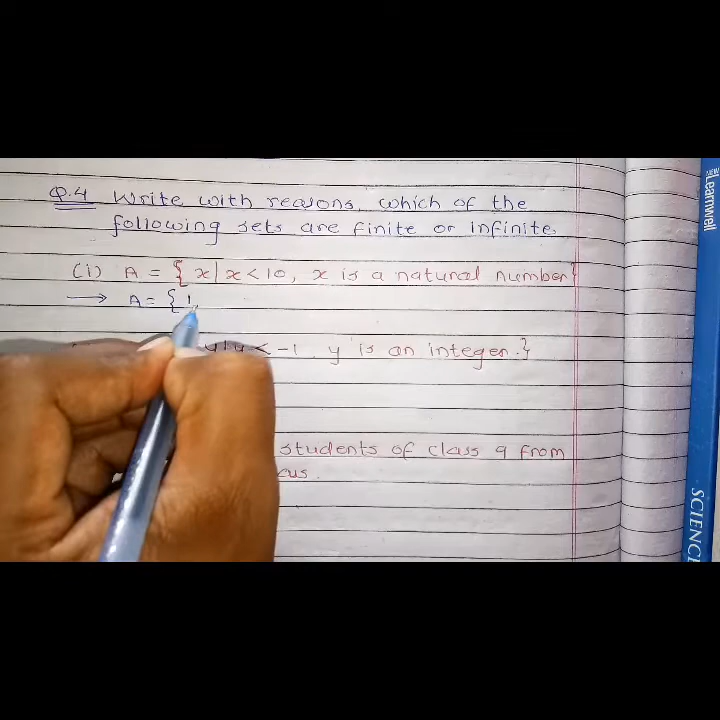 Q.4 Write with reasons, which of the
following sets are finite or infinite.
(i) A = { x | x < 10, x is a natural number}
→ A = { 1,
y | y < -1, y is an integer.}
students of class 9 from
Learnwell
SCIENCE